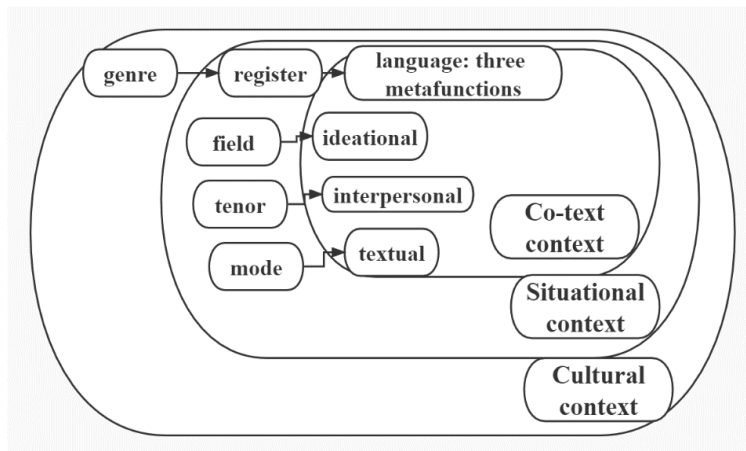 genre
register
language: three
metafunctions
field
ideational
tenor
interpersonal
mode
textual
Co-text
context
Situational
context
Cultural
context